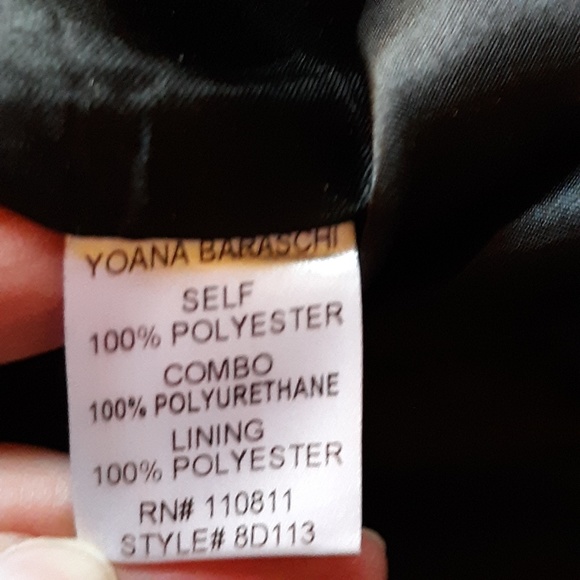 YOANA BARASCHI
SELF
100% POLYESTER
COMBO
100% POLYURETHANE
LINING
100% POLYESTER
RN# 110811
STYLE# 8D113